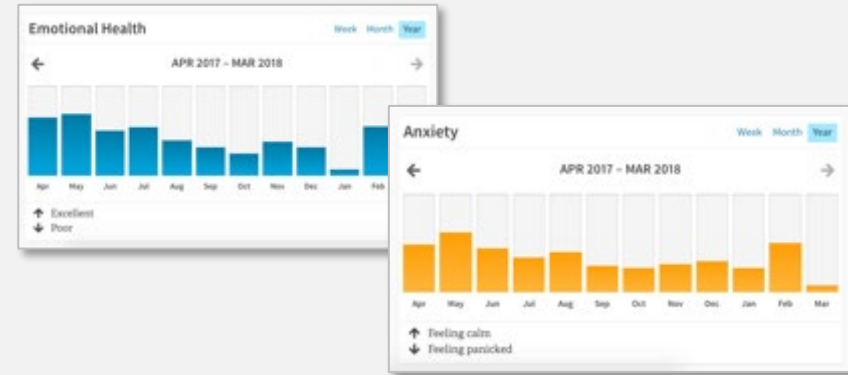 Emotional Health
Week Month Year
APR 2017 – MAR 2018
Apr May Jun Jul Aug Sep Oct Nov Dec Jan Feb
Excellent
Poor
Anxiety
Week Month Year
APR 2017 – MAR 2018
Apr May Jun Jul Aug Sep Oct Nov Dec Jan Feb Mar
Feeling calm
Feeling panicked